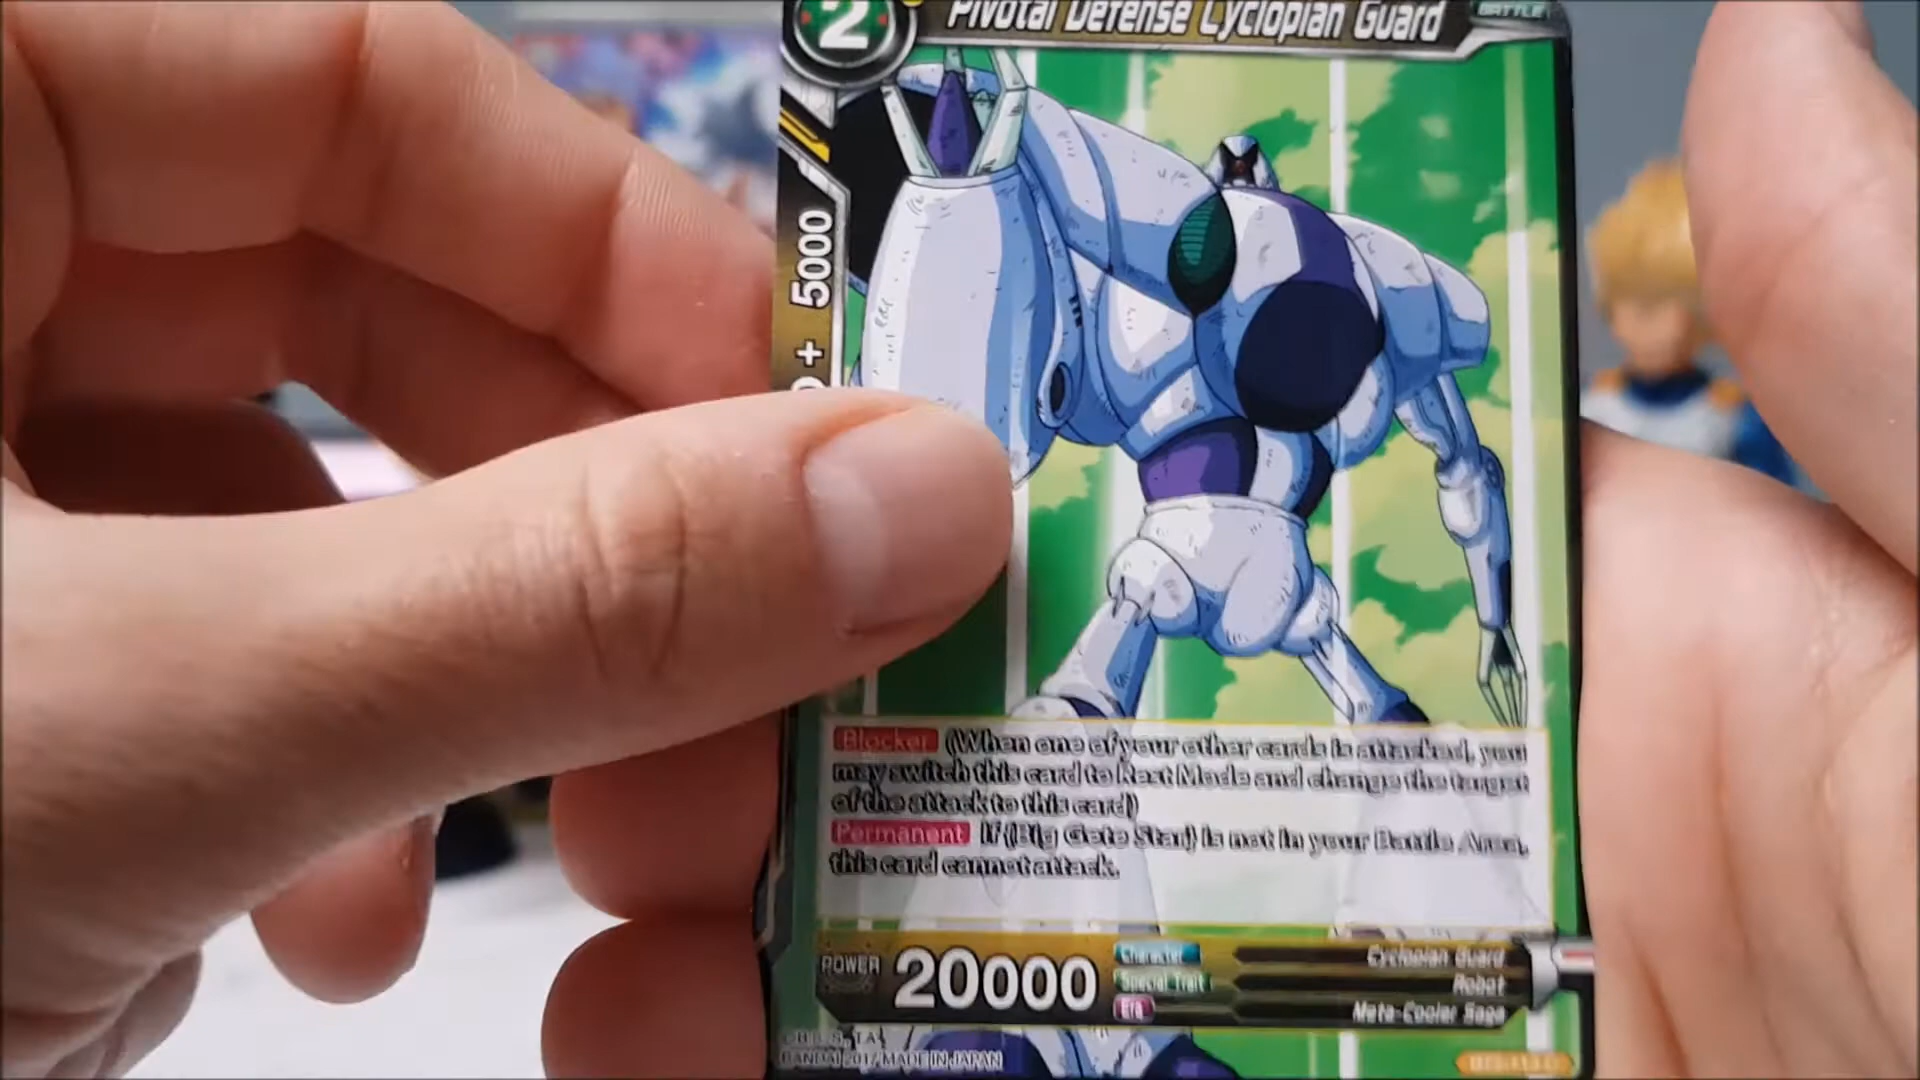 2
Pivotal Defense Cyclopian Guard
BATTLE
+ 5000
Blocker (When one of your other cards is attacked, you
may switch this card to Rest Mode and change the target
of the attack to this card)
Permanent If {Big Gete Star} is not in your Battle Area,
this card cannot attack.
POWER 20000
Character Cyclopian Guard
Special Trait Robot
Era Meta-Cooler Saga
BANDAI 2017 MADE IN JAPAN